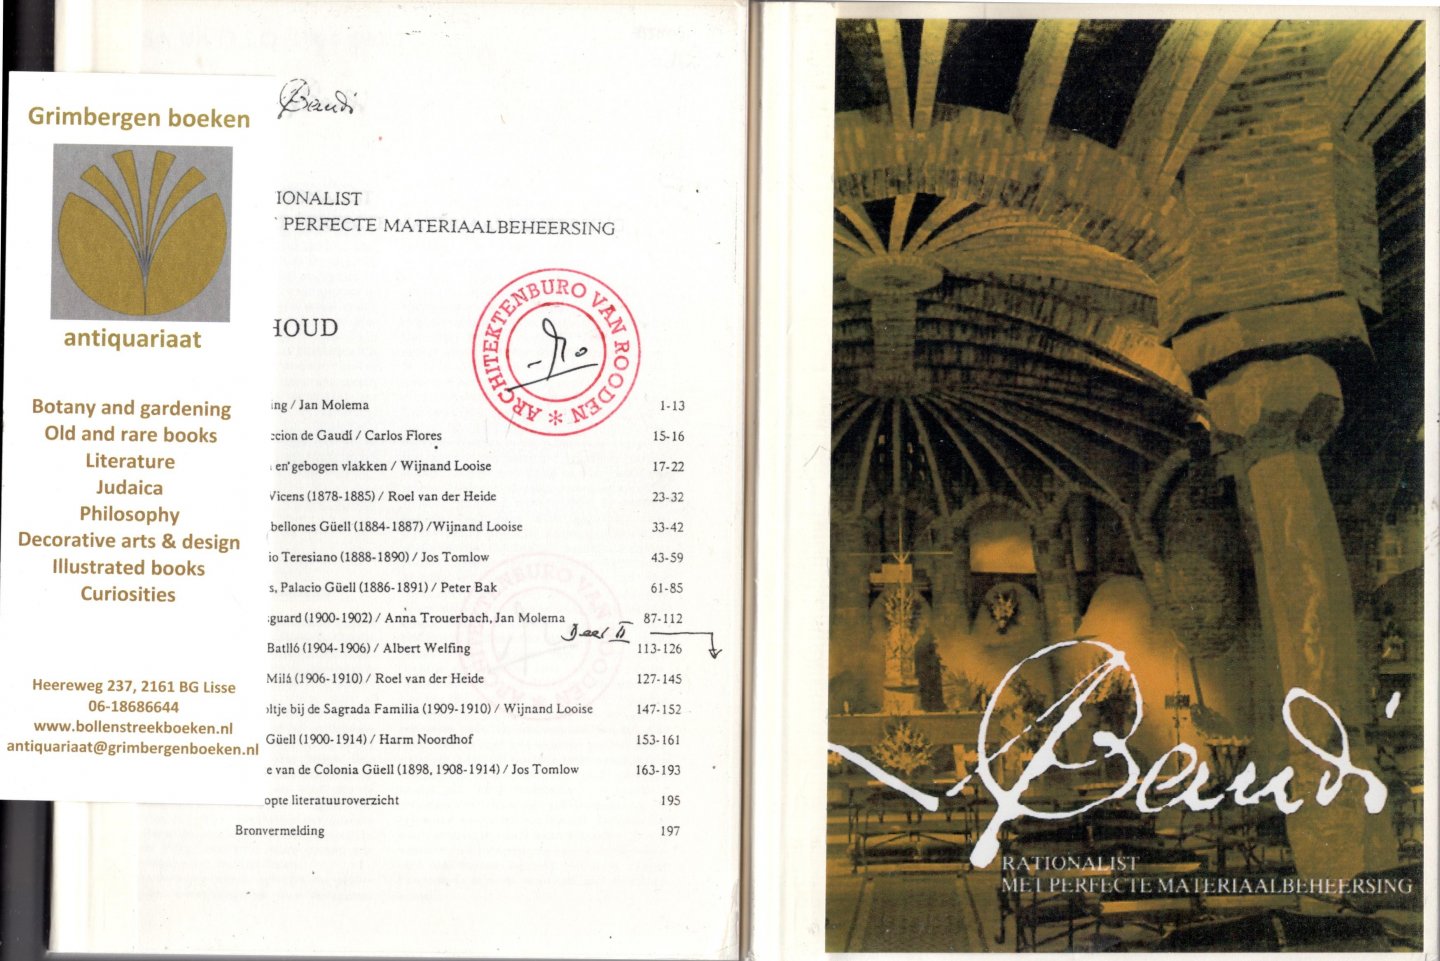 Grimbergen boeken
antiquariaat
Botany and gardening
Old and rare books
Literature
Judaica
Philosophy
Decorative arts & design
Illustrated books
Curiosities
Heereweg 237, 2161 BG Lisse
06-18686644
www.bollenstreekboeken.nl
antiquariaat@grimbergenboeken.nl
Gaudi
IONALIST
PERFECTE MATERIAALBEHEERSING
HOUD
ARCHITEKTENBURO VAN ROODEN *
ing / Jan Molema 1-13
ccion de Gaudí / Carlos Flores 15-16
en gebogen vlakken / Wijnand Looise 17-22
Vicens (1878-1885) / Roel van der Heide 23-32
bellones Güell (1884-1887) /Wijnand Looise 33-42
io Teresiano (1888-1890) / Jos Tomlow 43-59
s, Palacio Güell (1886-1891) / Peter Bak 61-85
sguard (1900-1902) / Anna Trouerbach, Jan Molema 87-112
Deel II
Batlló (1904-1906) / Albert Welfing 113-126
Milá (1906-1910) / Roel van der Heide 127-145
oltje bij de Sagrada Familia (1909-1910) / Wijnand Looise 147-152
Güell (1900-1914) / Harm Noordhof 153-161
e van de Colonia Güell (1898, 1908-1914) / Jos Tomlow 163-193
opte literatuuroverzicht 195
Bronvermelding 197
Gaudi
RATIONALIST
MET PERFECTE MATERIAALBEHEERSING